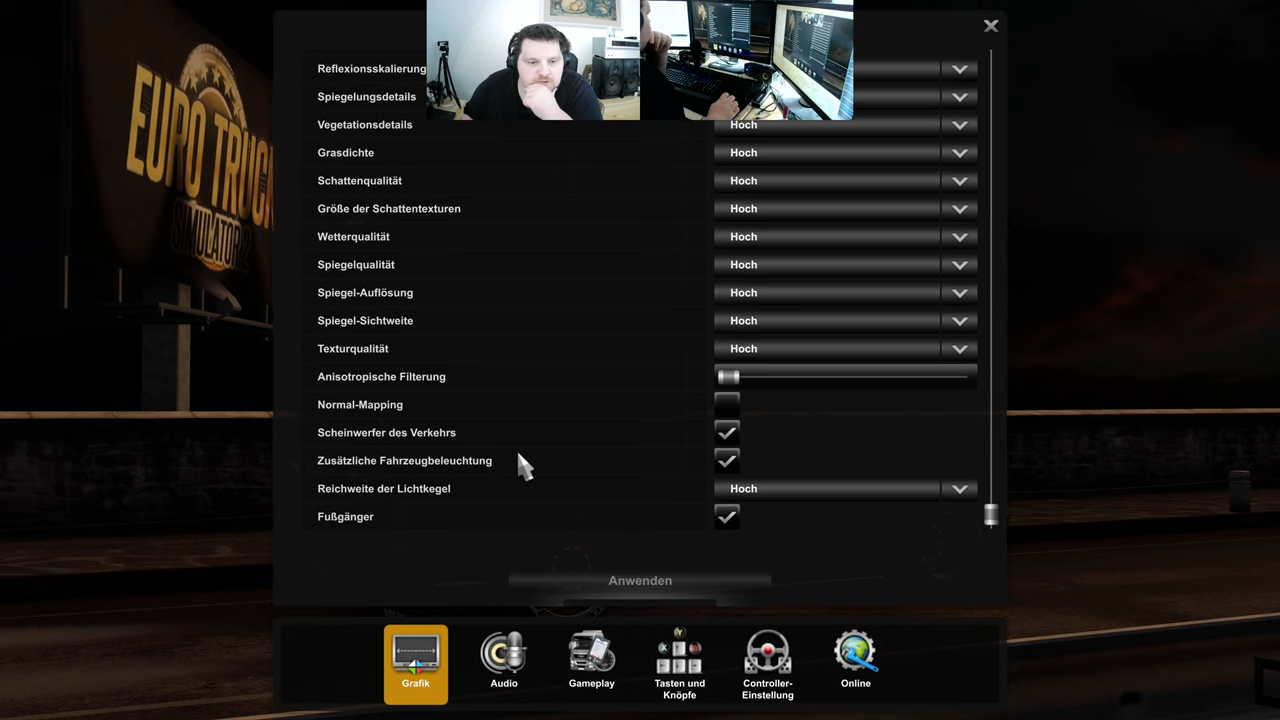 EURO TRUCK
SIMULATOR 2
Reflexionsskalierung
Spiegelungsdetails
Vegetationsdetails Hoch
Grasdichte Hoch
Schattenqualität Hoch
Größe der Schattentexturen Hoch
Wetterqualität Hoch
Spiegelqualität Hoch
Spiegel-Auflösung Hoch
Spiegel-Sichtweite Hoch
Texturqualität Hoch
Anisotropische Filterung
Normal-Mapping
Scheinwerfer des Verkehrs
Zusätzliche Fahrzeugbeleuchtung
Reichweite der Lichtkegel Hoch
Fußgänger
Anwenden
Grafik
Audio
Gameplay
Tasten und
Knöpfe
Controller-
Einstellung
Online